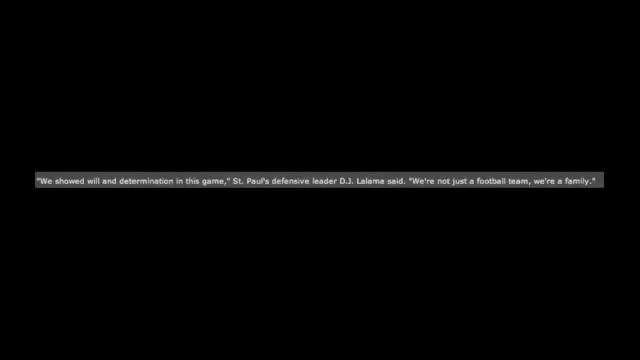 "We showed will and determination in this game," St. Paul's defensive leader D.J. Lalama said. "We're not just a football team, we're a family."